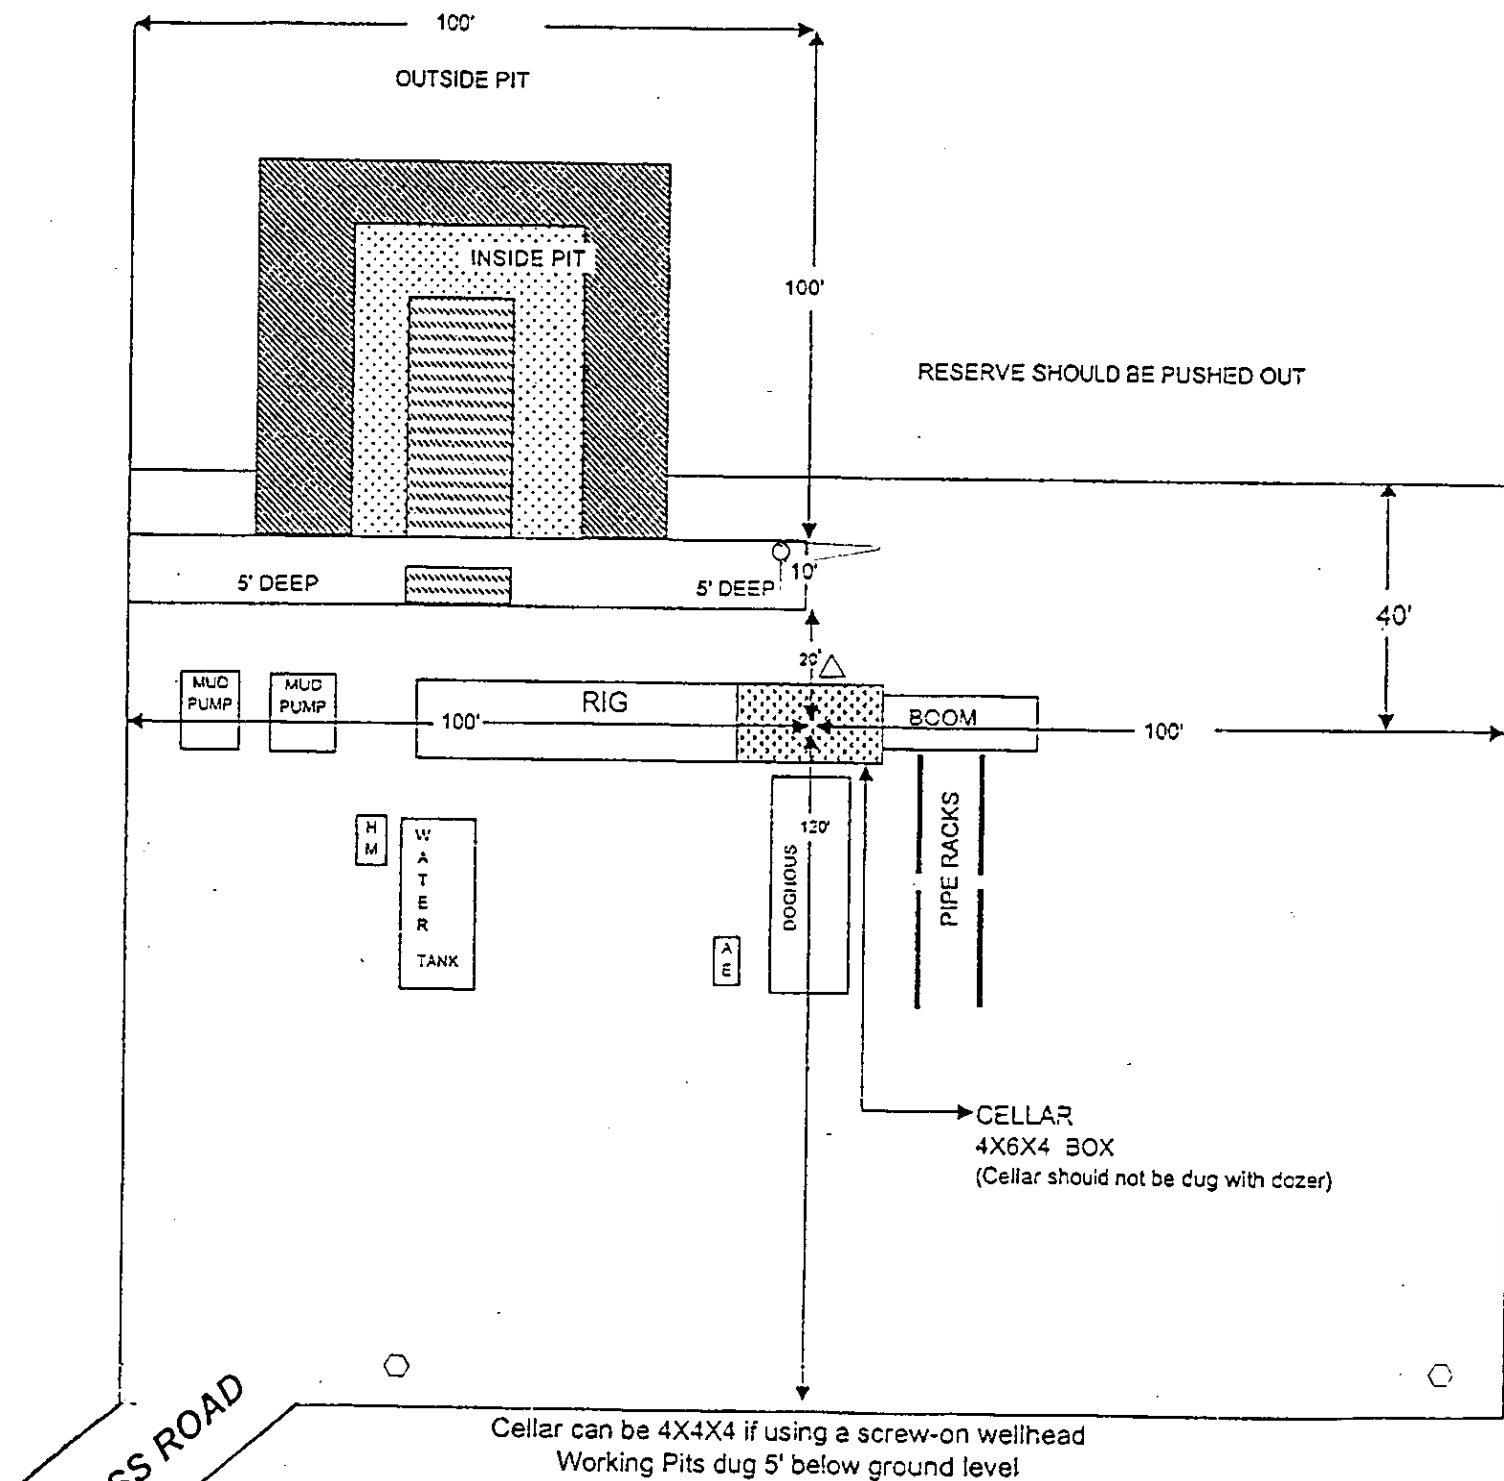 100'
OUTSIDE PIT
INSIDE PIT
100'
RESERVE SHOULD BE PUSHED OUT
5' DEEP
5' DEEP
10'
40'
20'
MUD
PUMP
MUD
PUMP
RIG
BOOM
100'
100'
H
M
W
A
T
E
R
TANK
120'
DOGHOUS
A
E
PIPE RACKS
CELLAR
4X6X4 BOX
(Cellar should not be dug with dozer)
SS ROAD
Cellar can be 4X4X4 if using a screw-on wellhead
Working Pits dug 5' below ground level